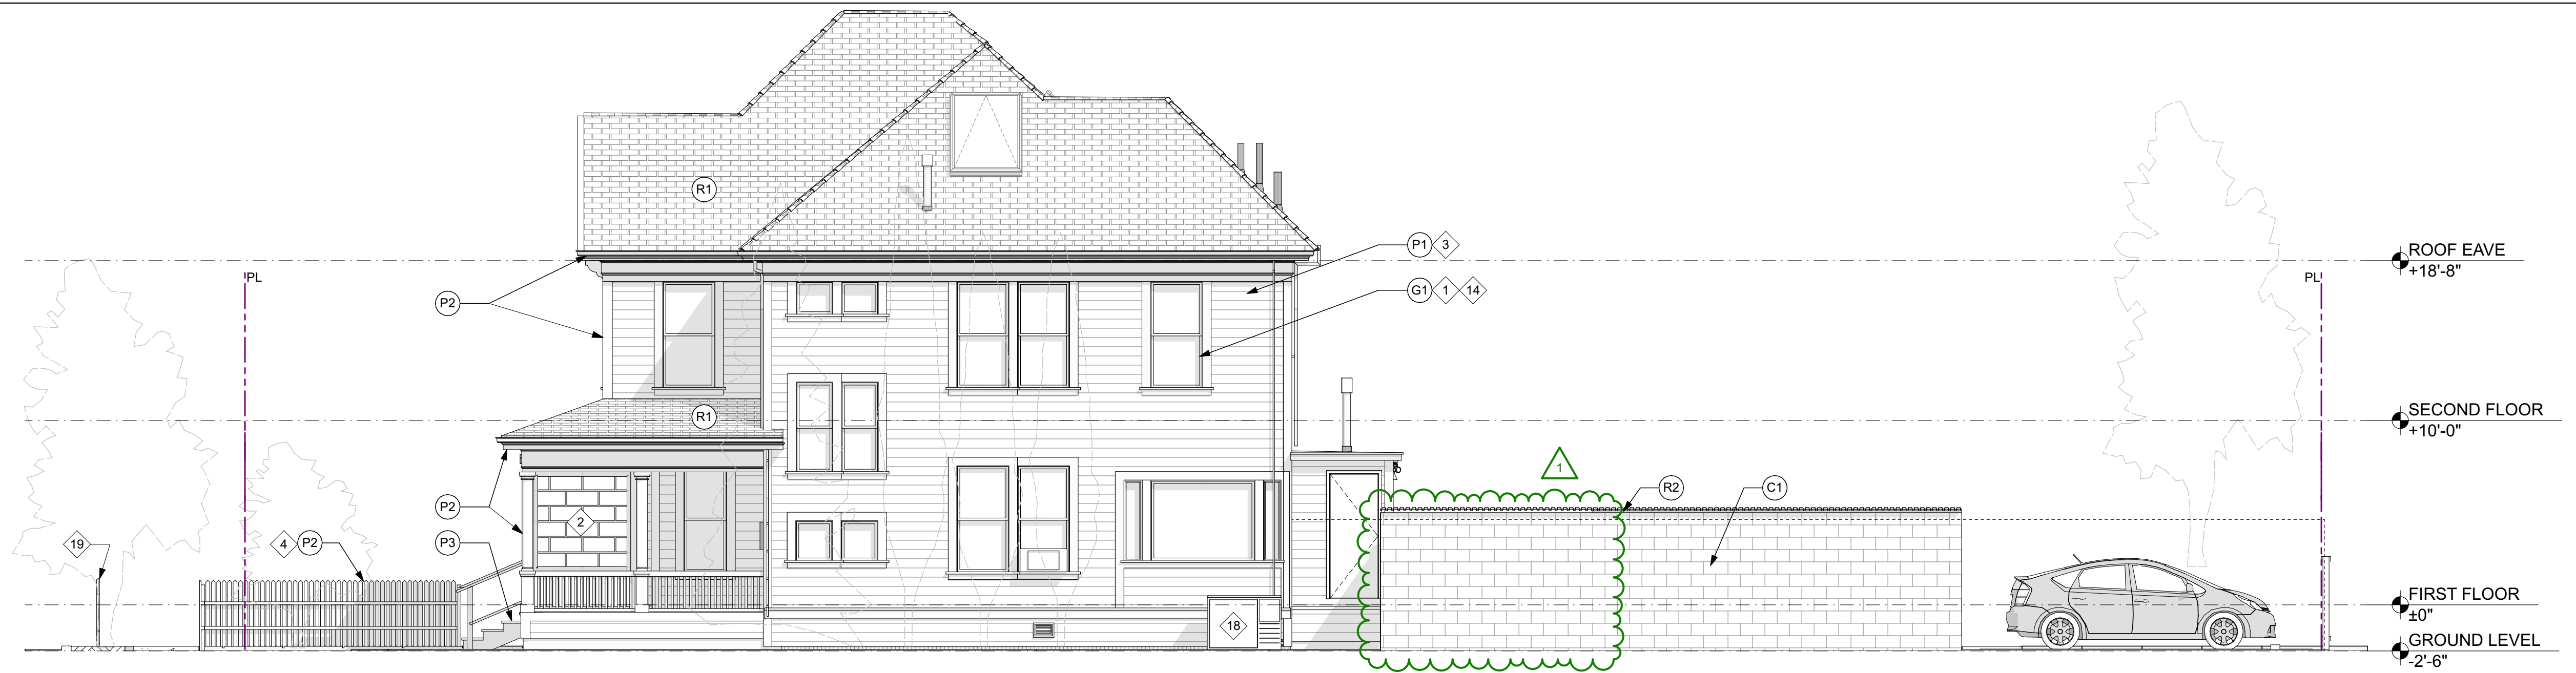 R1
P1 3
ROOF EAVE
+18'-8"
PL
PL
G1 1 14
P2
R1
SECOND FLOOR
+10'-0"
1
R2
C1
P2
2
19
4 P2
P3
FIRST FLOOR
±0"
18
GROUND LEVEL
-2'-6"